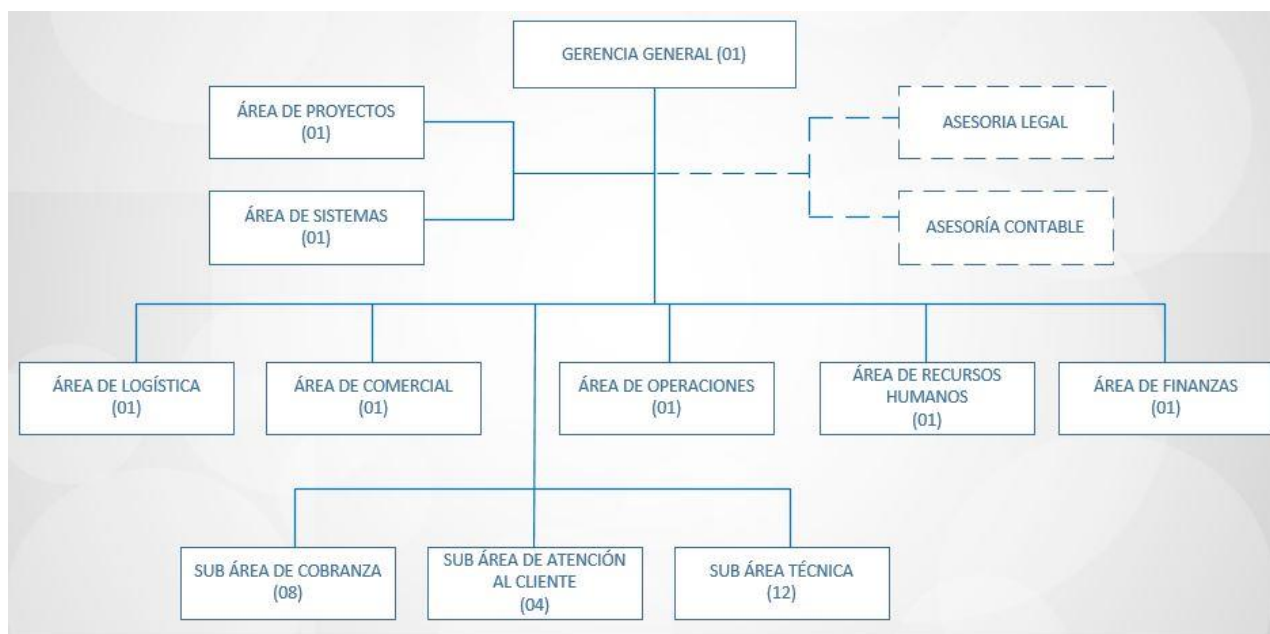 GERENCIA GENERAL (01)
ÁREA DE PROYECTOS
(01)
ASESORIA LEGAL
ÁREA DE SISTEMAS
(01)
ASESORÍA CONTABLE
ÁREA DE LOGÍSTICA
(01)
ÁREA DE COMERCIAL
(01)
ÁREA DE OPERACIONES
(01)
ÁREA DE RECURSOS
HUMANOS
(01)
ÁREA DE FINANZAS
(01)
SUB ÁREA DE COBRANZA
(08)
SUB ÁREA DE ATENCIÓN
AL CLIENTE
(04)
SUB ÁREA TÉCNICA
(12)